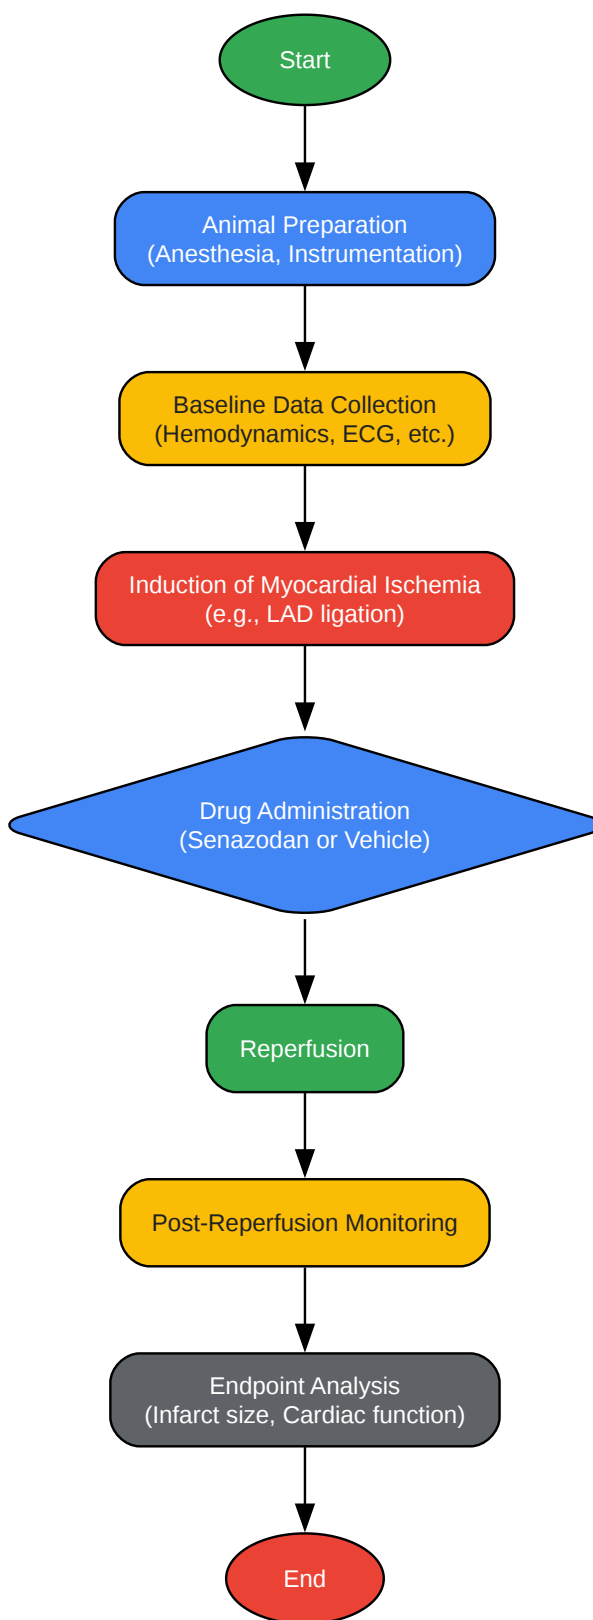 Start
Animal Preparation
(Anesthesia, Instrumentation)
Baseline Data Collection
(Hemodynamics, ECG, etc.)
Induction of Myocardial Ischemia
(e.g., LAD ligation)
Drug Administration
(Senazodan or Vehicle)
Reperfusion
Post-Reperfusion Monitoring
Endpoint Analysis
(Infarct size, Cardiac function)
End